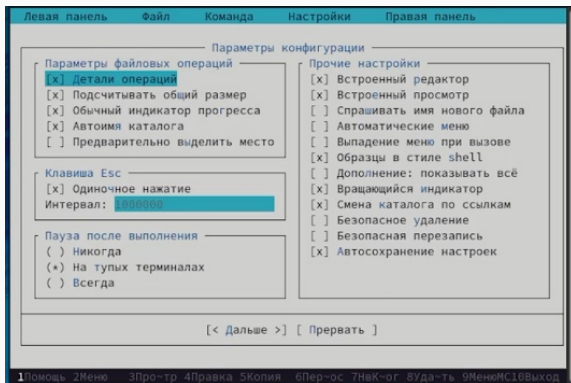 Левая панель Файл Команда Настройки Правая панель
Параметры конфигурации
Параметры файловых операций
[x] Детали операций
[x] Подсчитывать общий размер
[x] Обычный индикатор прогресса
[x] Автоимя каталога
[ ] Предварительно выделить место
Клавиша Esc
[x] Одиночное нажатие
Интервал: 1000000
Пауза после выполнения
( ) Никогда
(*) На тупых терминалах
( ) Всегда
Прочие настройки
[x] Встроенный редактор
[x] Встроенный просмотр
[ ] Спрашивать имя нового файла
[ ] Автоматические меню
[ ] Выпадение меню при вызове
[x] Образцы в стиле shell
[ ] Дополнение: показывать всё
[x] Вращающийся индикатор
[x] Смена каталога по ссылкам
[ ] Безопасное удаление
[ ] Безопасная перезапись
[x] Автосохранение настроек
[< Дальше >] [ Прервать ]
1Помощь 2Меню 3Про~тр 4Правка 5Копия 6Пер~ос 7НвК~ог 8Уда~ть 9МенюMC10Выход